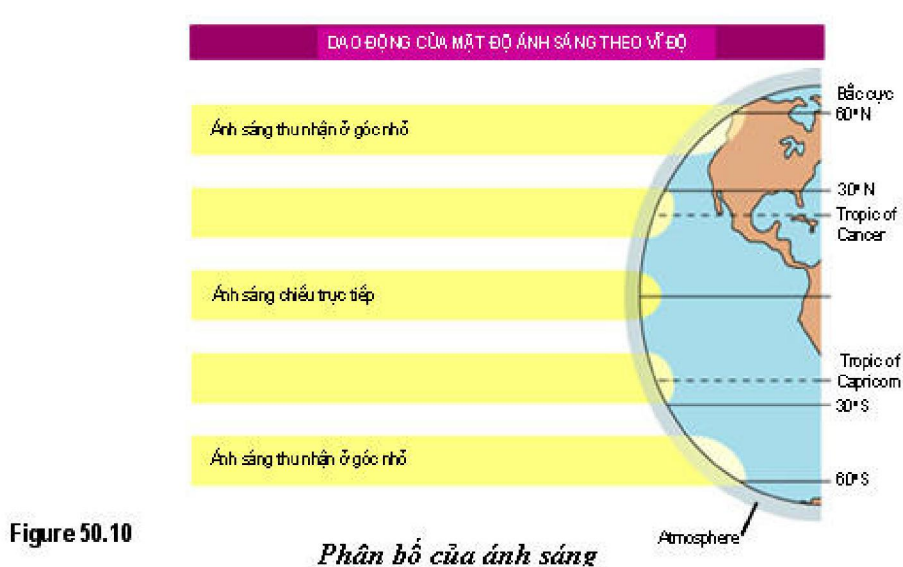 DAO ĐỘNG CỦA MẶT ĐỘ ÁNH SÁNG THEO VĨ ĐỘ
Bắc cực
60° N
Ánh sáng thu nhận ở góc nhỏ
30° N
Tropic of
Cancer
Ánh sáng chiếu trực tiếp
Tropic of
Capricorn
30° S
Ánh sáng thu nhận ở góc nhỏ
60° S
Atmosphere
Figure 50.10
Phân bố của ánh sáng